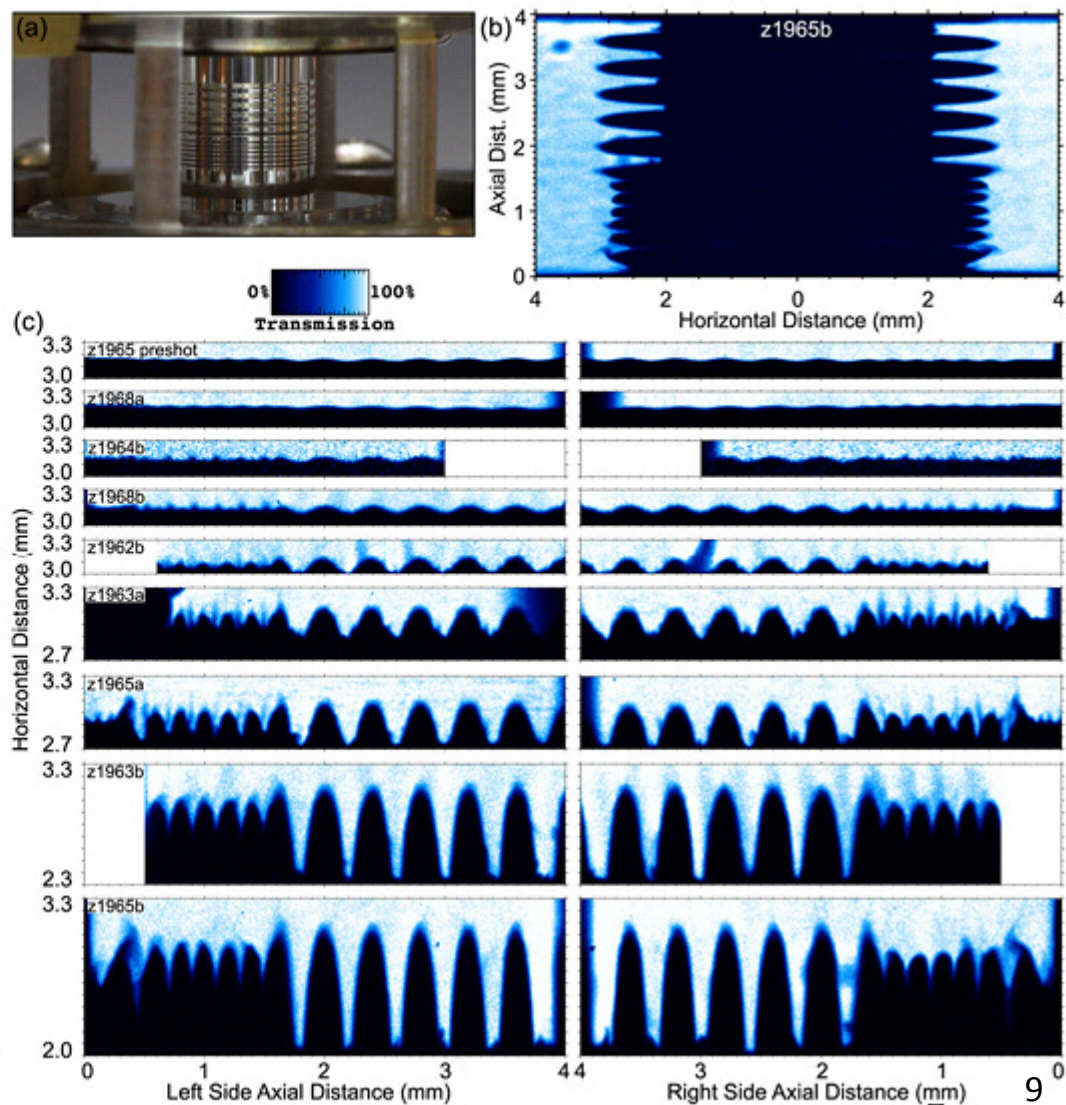 (a)
(b)
z1965b
4
3
2
1
0
Axial Dist. (mm)
4 2 0 2 4
Horizontal Distance (mm)
0% 100%
Transmission
(c)
z1965 preshot
3.3
3.0
z1968a
3.3
3.0
z1964b
3.3
3.0
z1968b
3.3
3.0
z1962b
3.3
3.0
z1963a
3.3
2.7
z1965a
3.3
2.7
z1963b
3.3
2.3
z1965b
3.3
2.0
Horizontal Distance (mm)
0 1 2 3 4
Left Side Axial Distance (mm)
4 3 2 1 0
Right Side Axial Distance (mm)
9